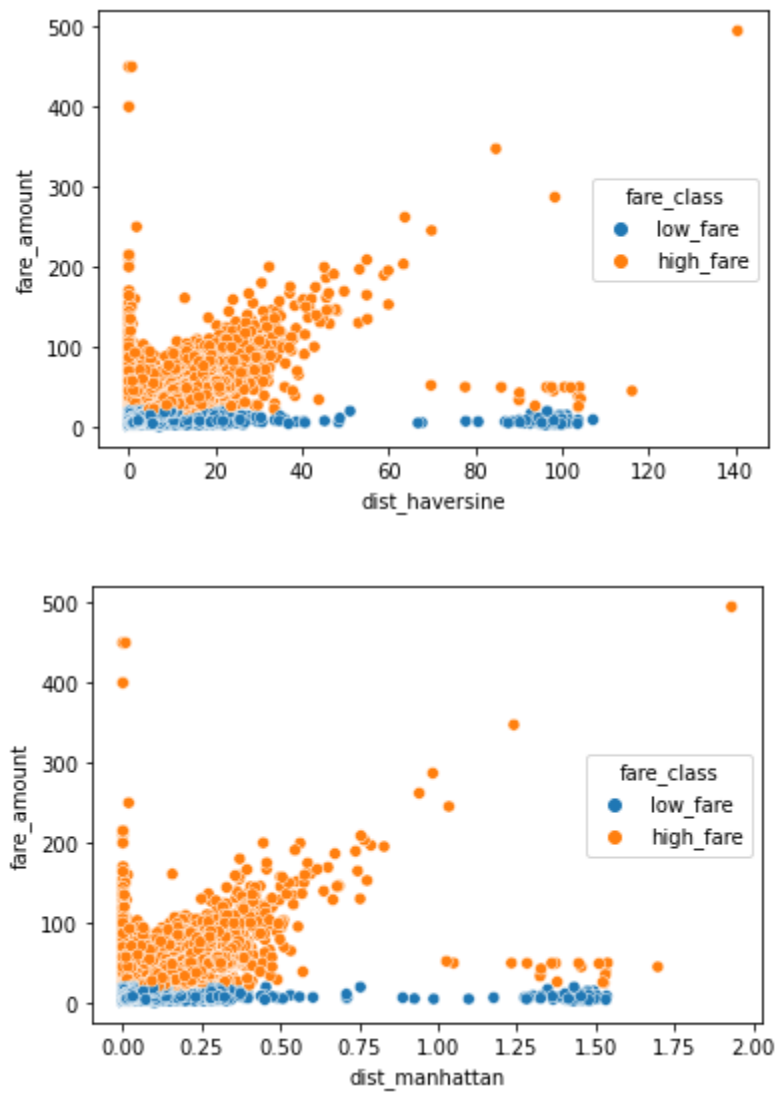 500
400
300
200
100
0
fare_amount
fare_class
low_fare
high_fare
0 20 40 60 80 100 120 140
dist_haversine
500
400
300
200
100
0
fare_amount
fare_class
low_fare
high_fare
0.00 0.25 0.50 0.75 1.00 1.25 1.50 1.75 2.00
dist_manhattan